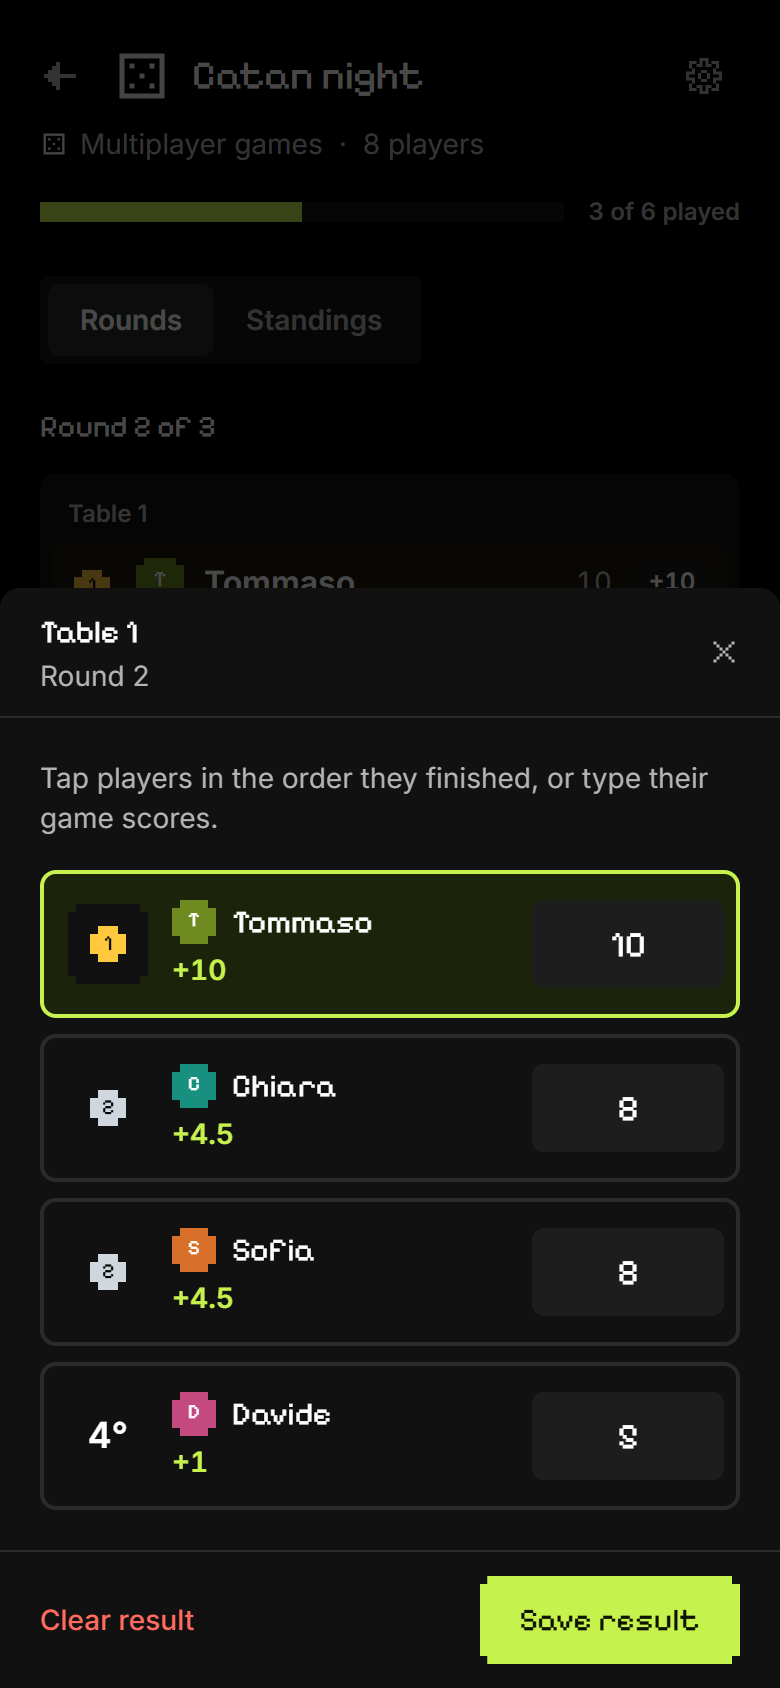 Catan night
Multiplayer games · 8 players
3 of 6 played
Rounds Standings
Round 2 of 3
Table 1
1 T Tommaso 10 +10
Table 1
Round 2
Tap players in the order they finished, or type their
game scores.
1 T Tommaso 10
+10
2 C Chiara 8
+4.5
2 S Sofia 8
+4.5
4° D Davide
+1
Clear result Save result